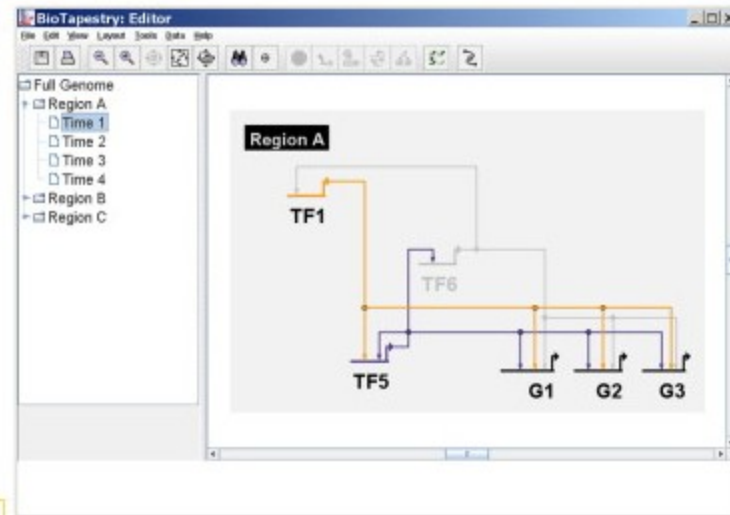 BioTapestry: Editor
File Edit View Layout Tools Data Help
Full Genome
Region A
Time 1
Time 2
Time 3
Time 4
Region B
Region C
Region A
TF1
TF6
TF5
G1 G2 G3